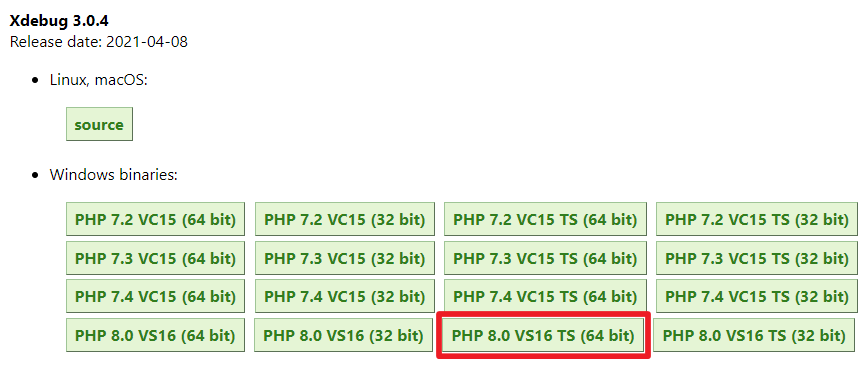 Xdebug 3.0.4
Release date: 2021-04-08
Linux, macOS:
source
Windows binaries:
PHP 7.2 VC15 (64 bit) PHP 7.2 VC15 (32 bit) PHP 7.2 VC15 TS (64 bit) PHP 7.2 VC15 TS (32 bit)
PHP 7.3 VC15 (64 bit) PHP 7.3 VC15 (32 bit) PHP 7.3 VC15 TS (64 bit) PHP 7.3 VC15 TS (32 bit)
PHP 7.4 VC15 (64 bit) PHP 7.4 VC15 (32 bit) PHP 7.4 VC15 TS (64 bit) PHP 7.4 VC15 TS (32 bit)
PHP 8.0 VS16 (64 bit) PHP 8.0 VS16 (32 bit) PHP 8.0 VS16 TS (64 bit) PHP 8.0 VS16 TS (32 bit)